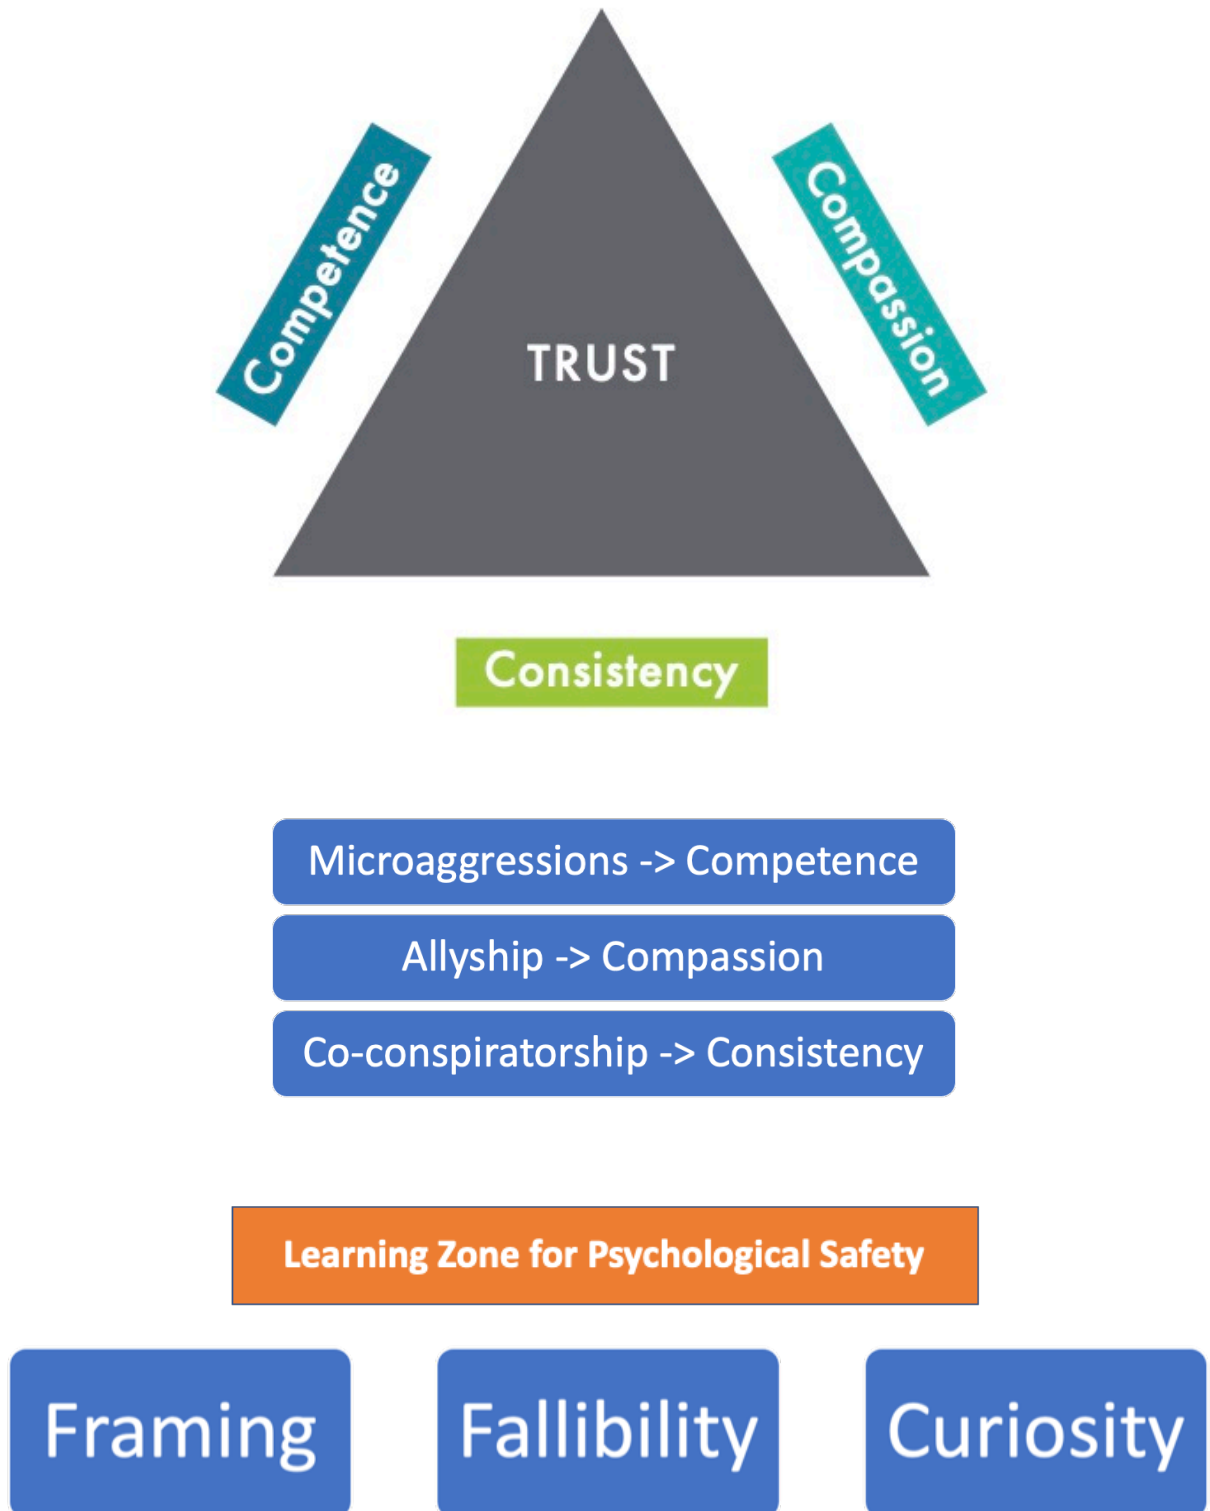 Competence
Compassion
TRUST
Consistency
Microaggressions -> Competence
Allyship -> Compassion
Co-conspiratorship -> Consistency
Learning Zone for Psychological Safety
Framing
Fallibility
Curiosity